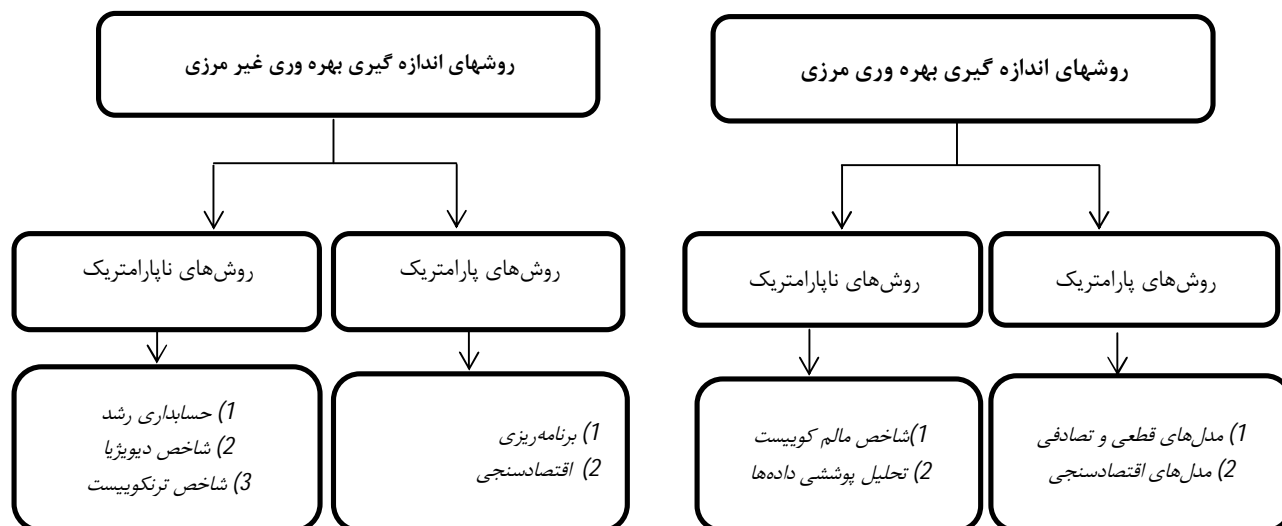 روشهای اندازه گیری بهره وری مرزی
روش‌های پارامتریک
1) مدل‌های قطعی و تصادفی
2) مدل‌های اقتصادسنجی
روش‌های ناپارامتریک
1)شاخص مالم کوییست
2) تحلیل پوششی داده‌ها
روشهای اندازه گیری بهره وری غیر مرزی
روش‌های پارامتریک
1) برنامه‌ریزی
2) اقتصادسنجی
روش‌های ناپارامتریک
1) حسابداری رشد
2) شاخص دیویژیا
3) شاخص ترنکوییست